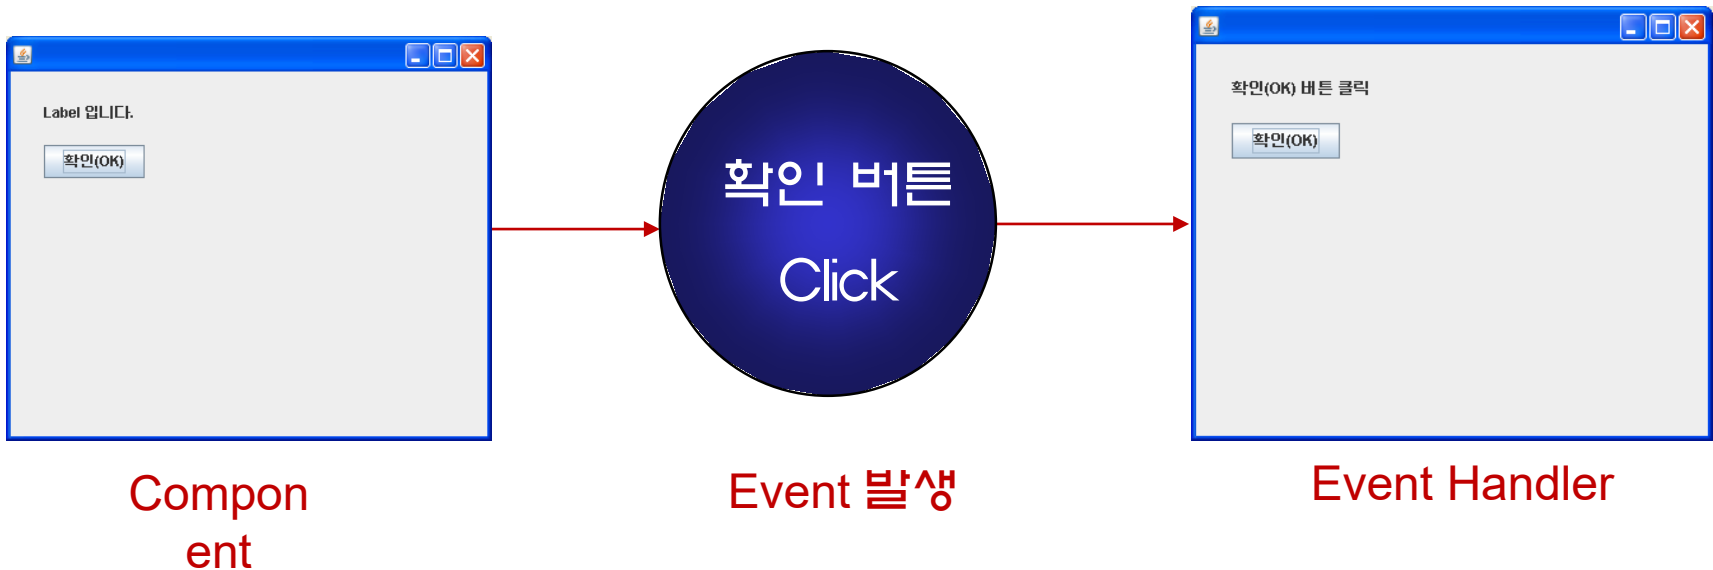 Label 입니다.
확인(OK)
Compon
ent
확인 버튼
Click
Event 발생
확인(OK) 버튼 클릭
확인(OK)
Event Handler